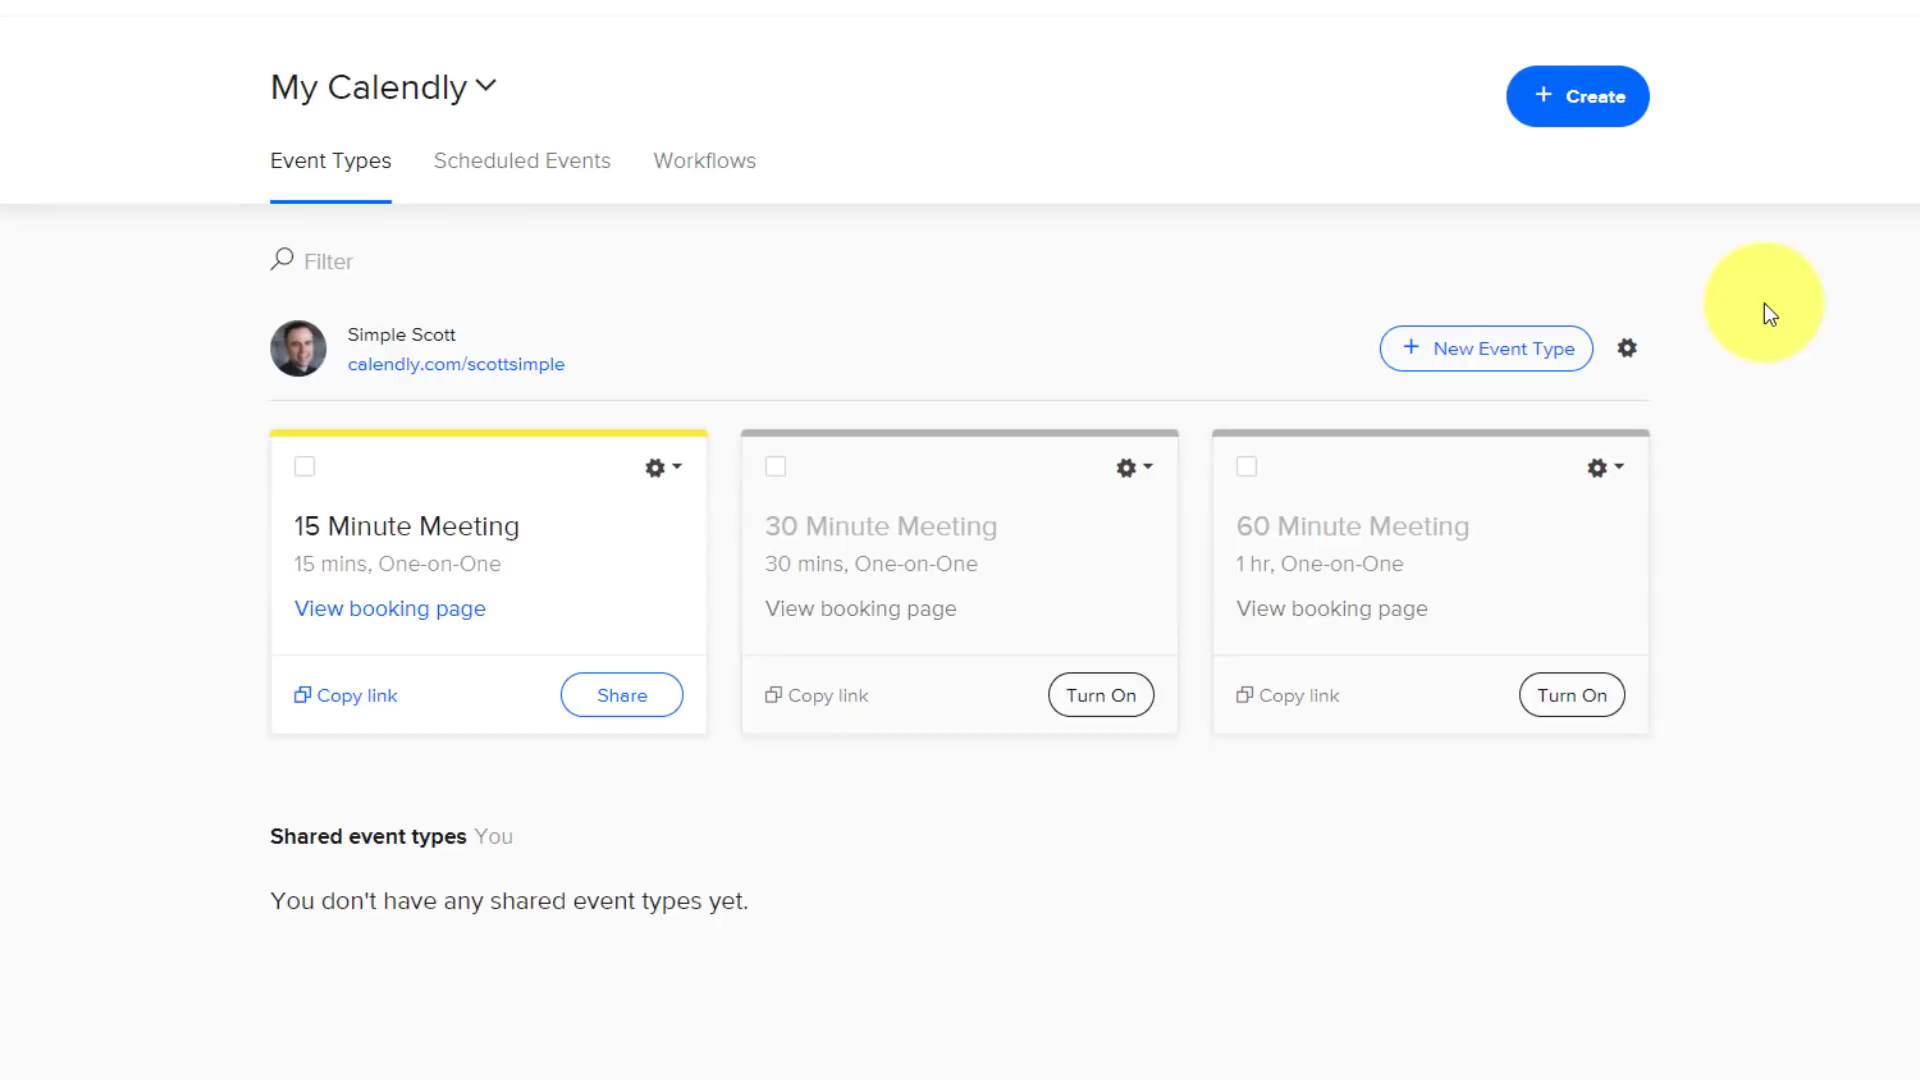 My Calendly
+ Create
Event Types Scheduled Events Workflows
Filter
Simple Scott
calendly.com/scottsimple
+ New Event Type
15 Minute Meeting
15 mins, One-on-One
View booking page
Copy link Share
30 Minute Meeting
30 mins, One-on-One
View booking page
Copy link Turn On
60 Minute Meeting
1 hr, One-on-One
View booking page
Copy link Turn On
Shared event types You
You don't have any shared event types yet.